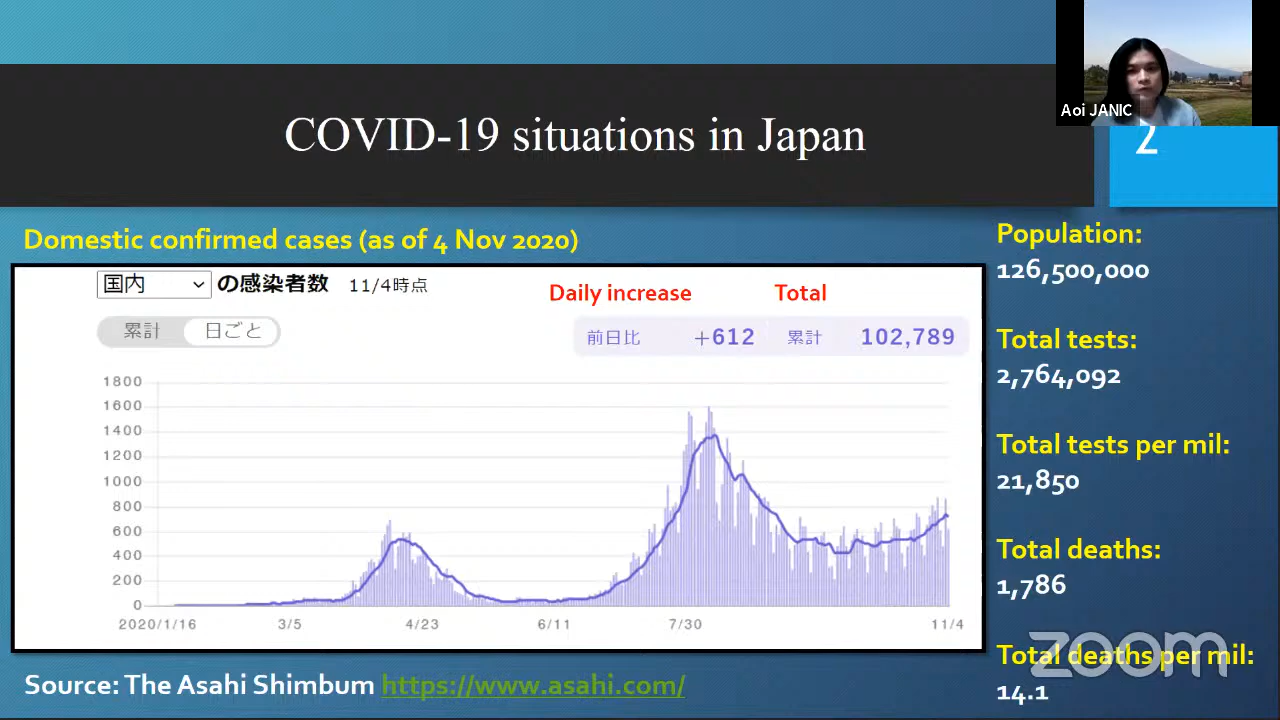 Aoi JANIC
COVID-19 situations in Japan
2
Domestic confirmed cases (as of 4 Nov 2020)
国内 の感染者数 11/4時点
Daily increase Total
累計 日ごと
前日比 +612 累計 102,789
1800
1600
1400
1200
1000
800
600
400
200
0
2020/1/16 3/5 4/23 6/11 7/30 11/4
Source: The Asahi Shimbum https://www.asahi.com/
Population:
126,500,000
Total tests:
2,764,092
Total tests per mil:
21,850
Total deaths:
1,786
Total deaths per mil:
14.1
zoom